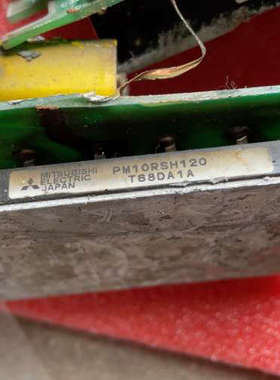 MITSUBISHI
ELECTRIC
JAPAN
PM10RSH120
T68DA1A